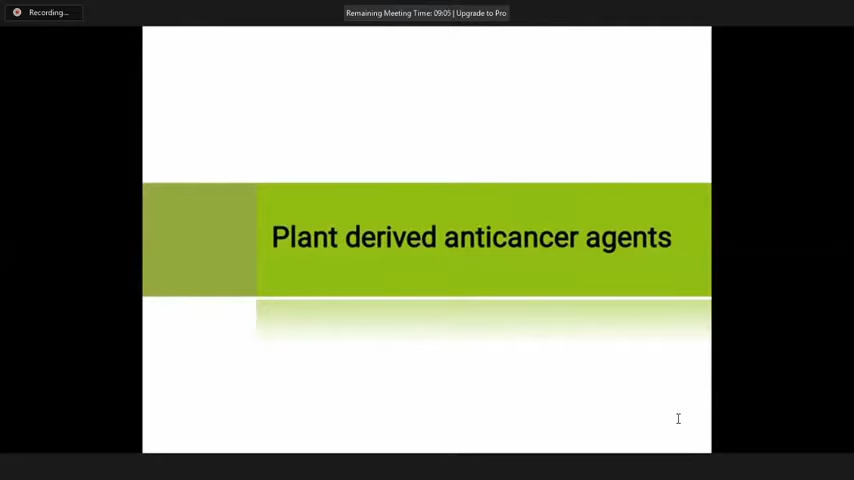 Recording...
Remaining Meeting Time: 09:05 | Upgrade to Pro
Plant derived anticancer agents